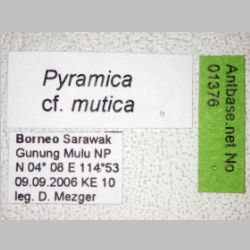 Pyramica
cf. mutica
Borneo Sarawak
Gunung Mulu NP
N 04° 08 E 114°53
09.09.2006 KE 10
leg. D. Mezger
Antbase.net No
01376